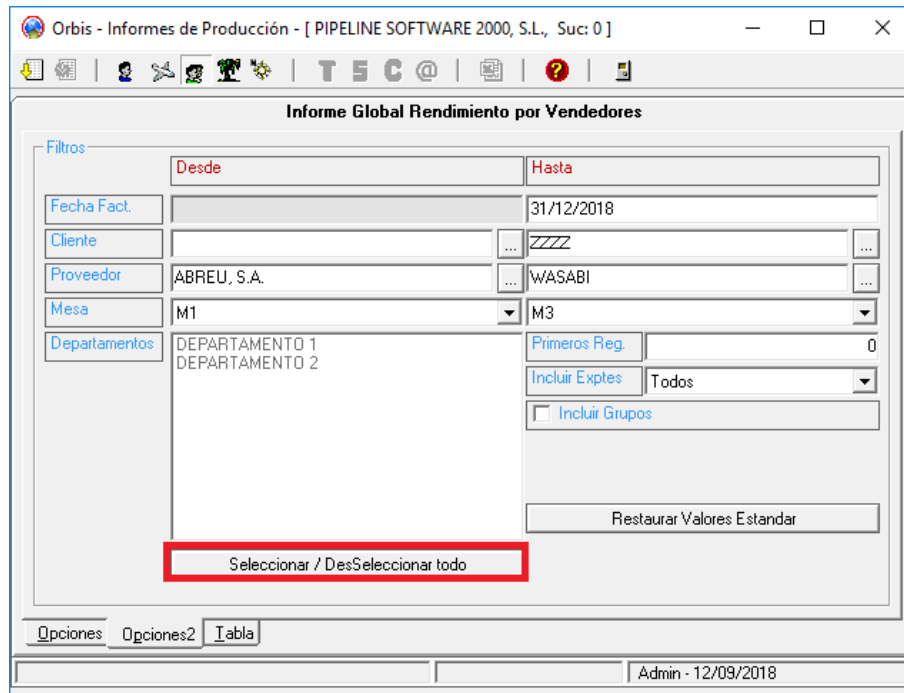 Orbis - Informes de Producción - [ PIPELINE SOFTWARE 2000, S.L., Suc: 0 ]
T S C @ ?
Informe Global Rendimiento por Vendedores
Filtros
Desde Hasta
Fecha Fact. 31/12/2018
Cliente ... ZZZZ ...
Proveedor ABREU, S.A. ... WASABI ...
Mesa M1 M3
Departamentos DEPARTAMENTO 1 Primeros Reg. 0
DEPARTAMENTO 2
Incluir Exptes Todos
Incluir Grupos
Restaurar Valores Estandar
Seleccionar / DesSeleccionar todo
Opciones Opciones2 Tabla
Admin - 12/09/2018